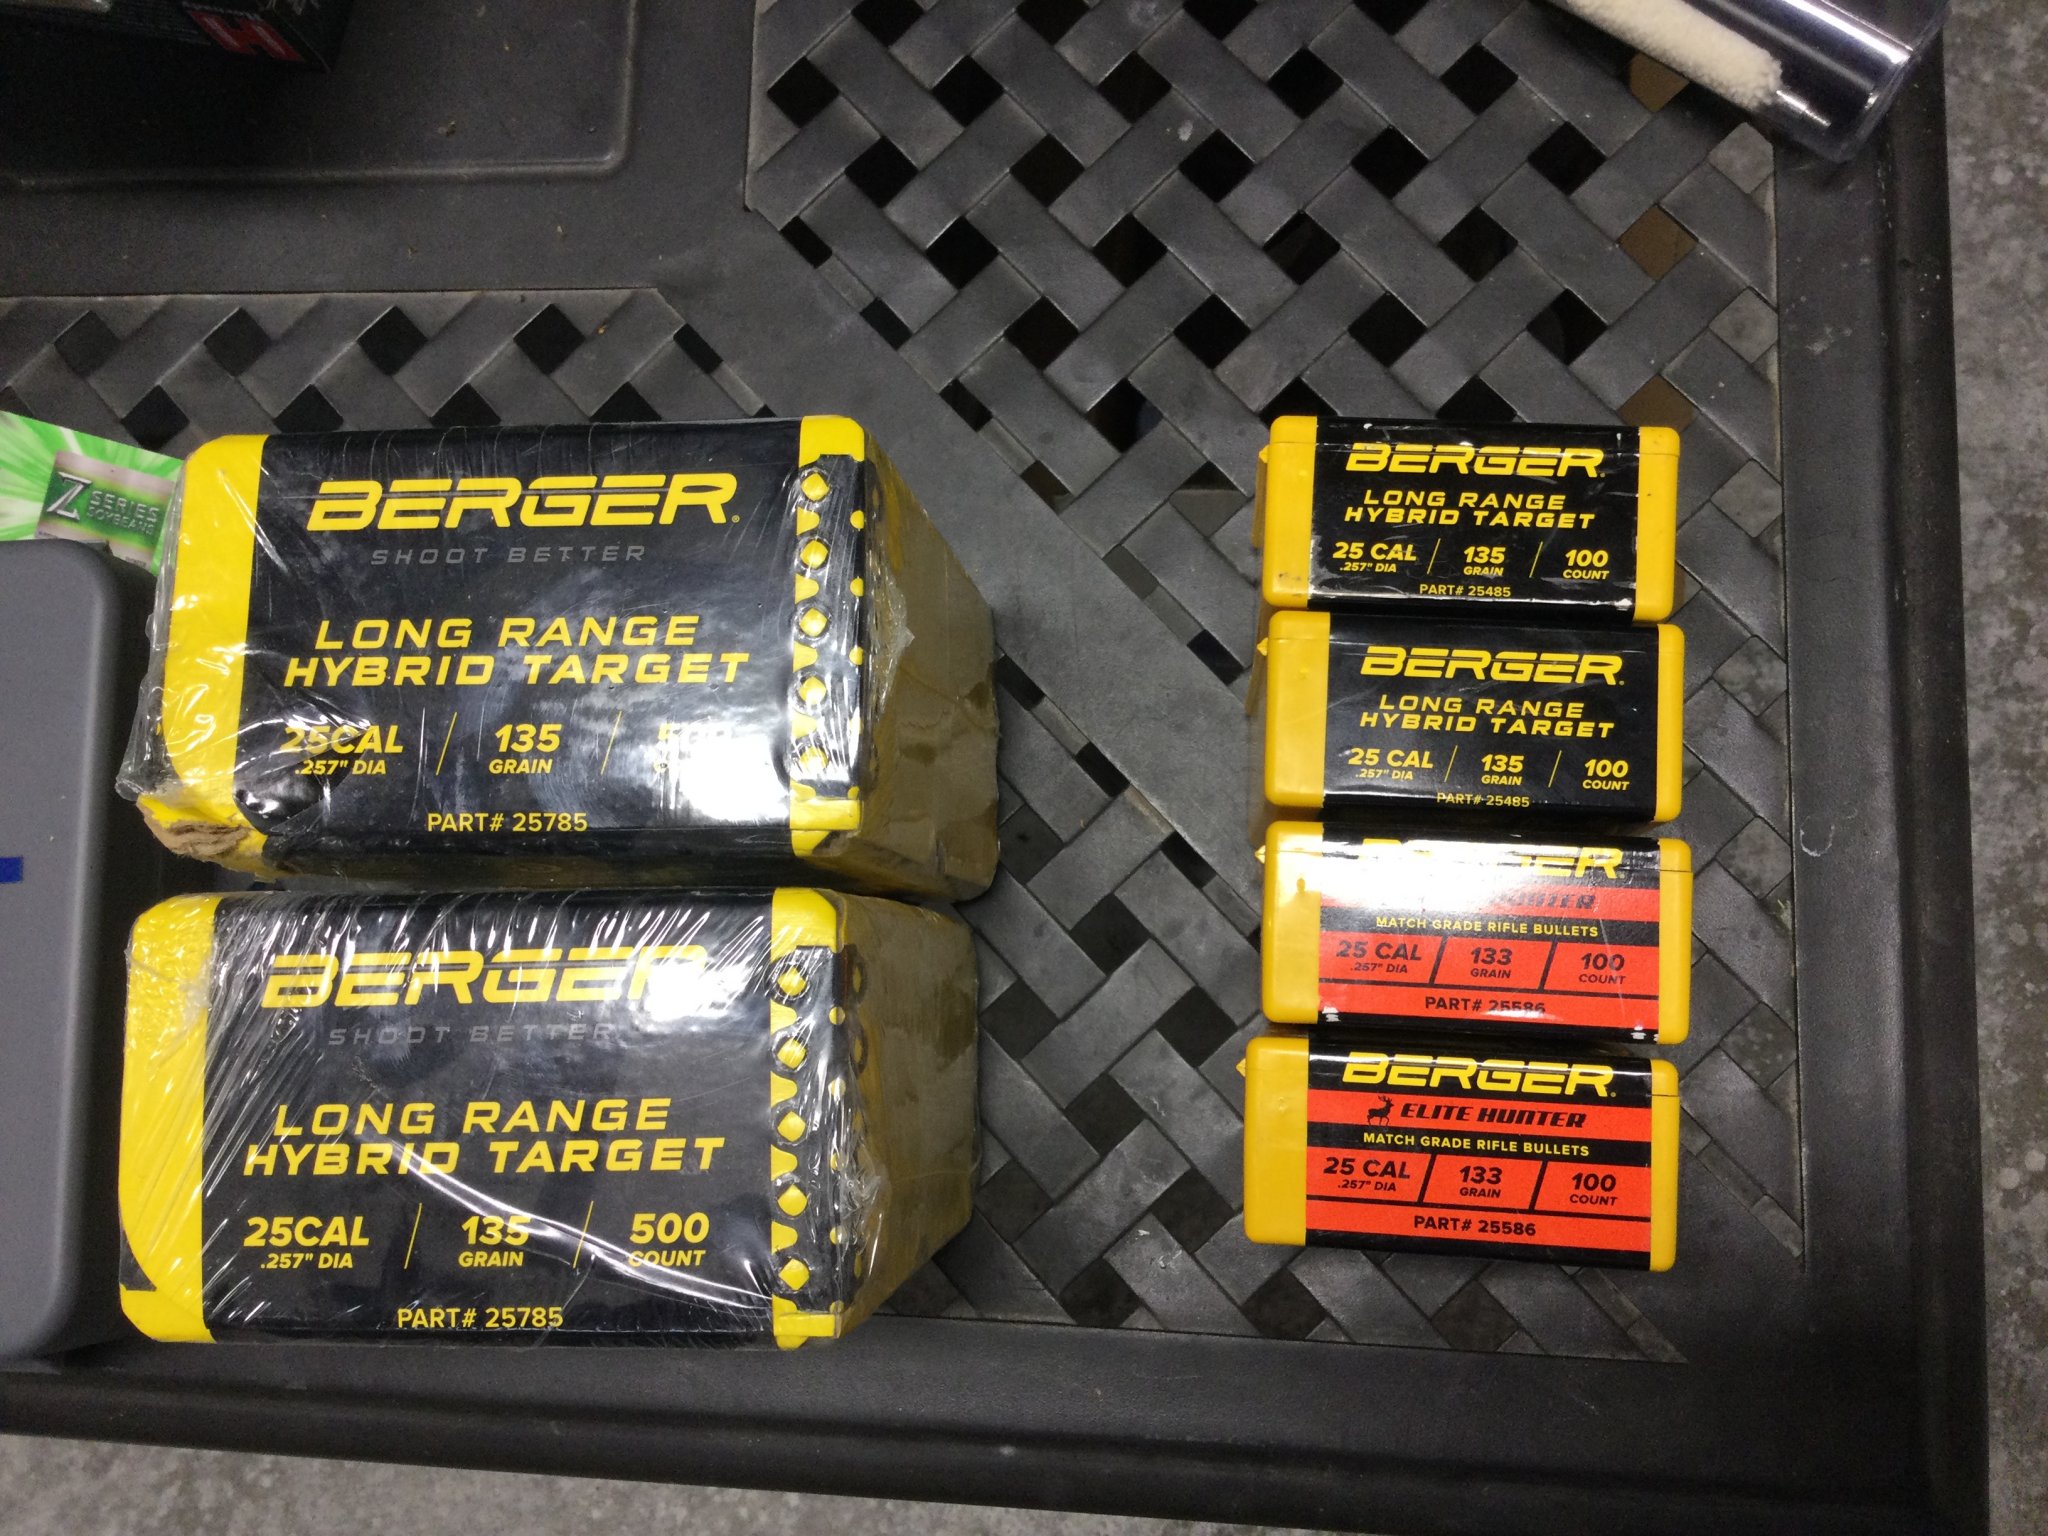 Z
SERIES
SOYBEANS
BERGER
SHOOT BETTER
LONG RANGE
HYBRID TARGET
25CAL / 135 /
.257" DIA GRAIN
PART# 25785
BERGER
SHOOT BETTER
LONG RANGE
HYBRID TARGET
25CAL / 135 / 500
.257" DIA GRAIN COUNT
PART# 25785
BERGER
LONG RANGE
HYBRID TARGET
25 CAL / 135 / 100
.257" DIA GRAIN COUNT
PART# 25485
BERGER
LONG RANGE
HYBRID TARGET
25 CAL / 135 / 100
.257" DIA GRAIN COUNT
PART# 25485
BERGER
HUNTER
MATCH GRADE RIFLE BULLETS
25 CAL / 133 / 100
.257" DIA GRAIN COUNT
PART# 25586
BERGER
ELITE HUNTER
MATCH GRADE RIFLE BULLETS
25 CAL / 133 / 100
.257" DIA GRAIN COUNT
PART# 25586